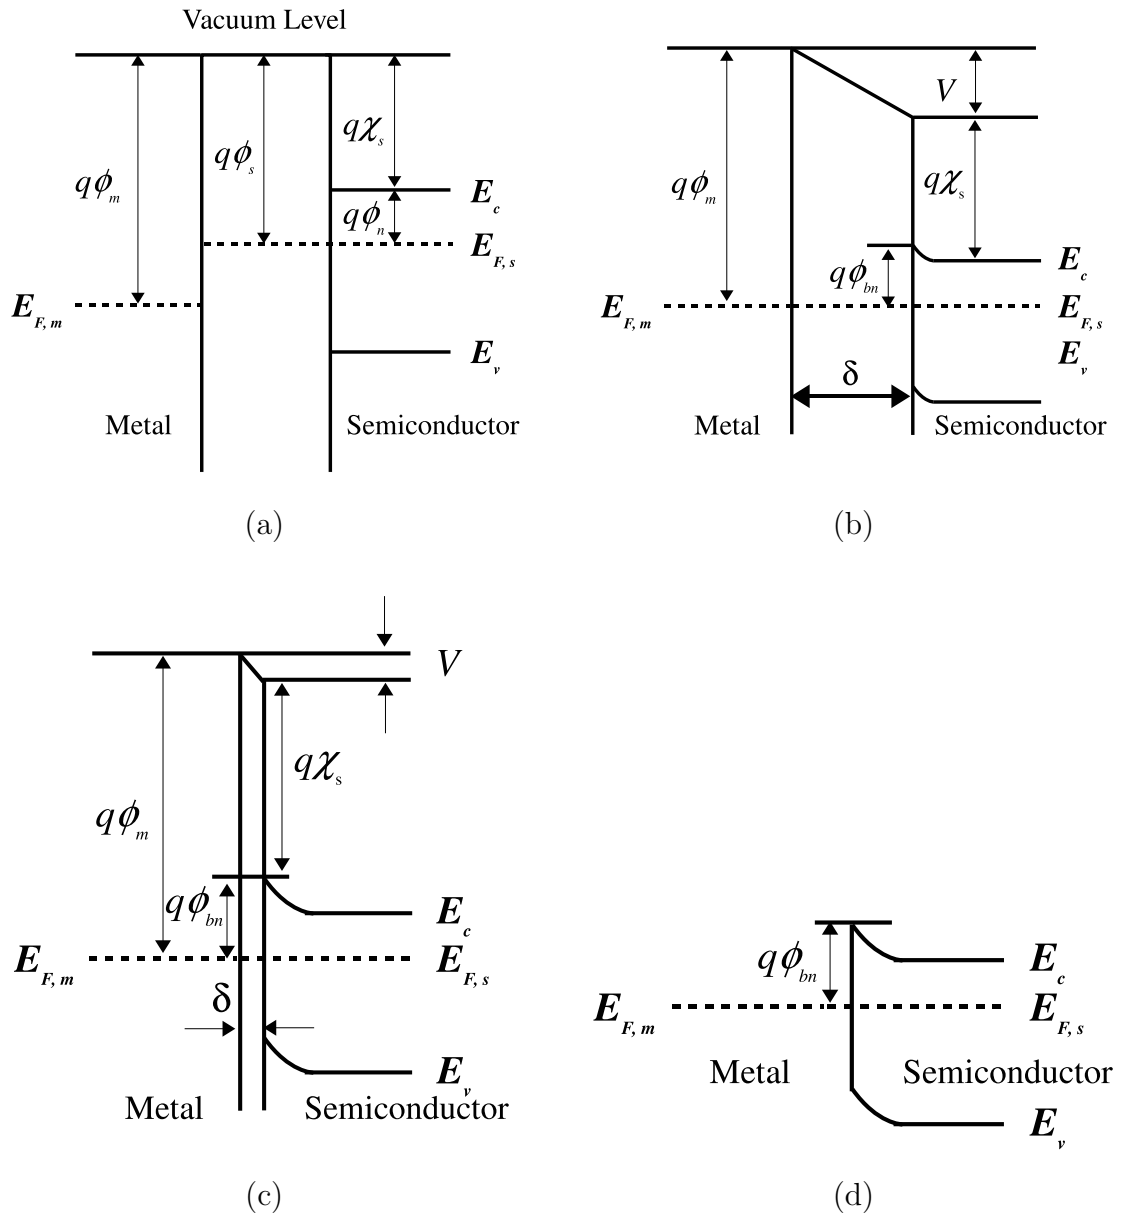 Vacuum Level
qχs
qϕs
qϕm
Ec
qϕn
EF, s
EF, m
Ev
Metal
Semiconductor
(a)
V
qϕm
qχs
Ec
qϕbn
EF, m
EF, s
Ev
δ
Metal
Semiconductor
(b)
V
qχs
qϕm
qϕbn
Ec
EF, m
EF, s
δ
Ev
Metal
Semiconductor
(c)
qϕbn
Ec
EF, m
EF, s
Metal
Semiconductor
Ev
(d)